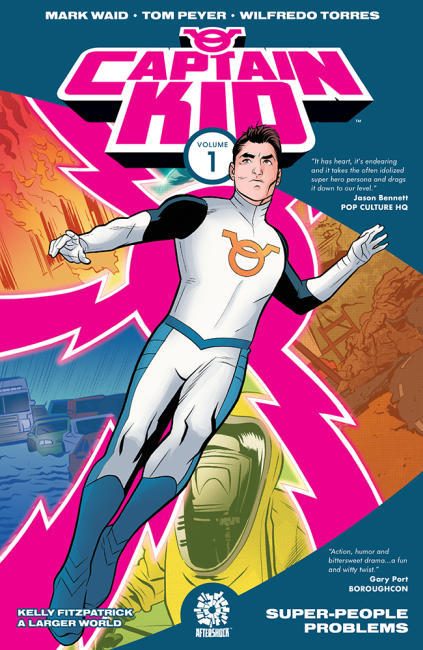 MARK WAID • TOM PEYER • WILFREDO TORRES
CAPTAIN
KID
™
VOLUME
1
"It has heart, it's endearing
and it takes the often idolized
super hero persona and drags
it down to our level."
Jason Bennett
POP CULTURE HQ
"Action, humor and
bittersweet drama...a fun
and witty twist."
Gary Port
BOROUGHCON
KELLY FITZPATRICK
A LARGER WORLD
AFTERSHOCK
SUPER-PEOPLE
PROBLEMS